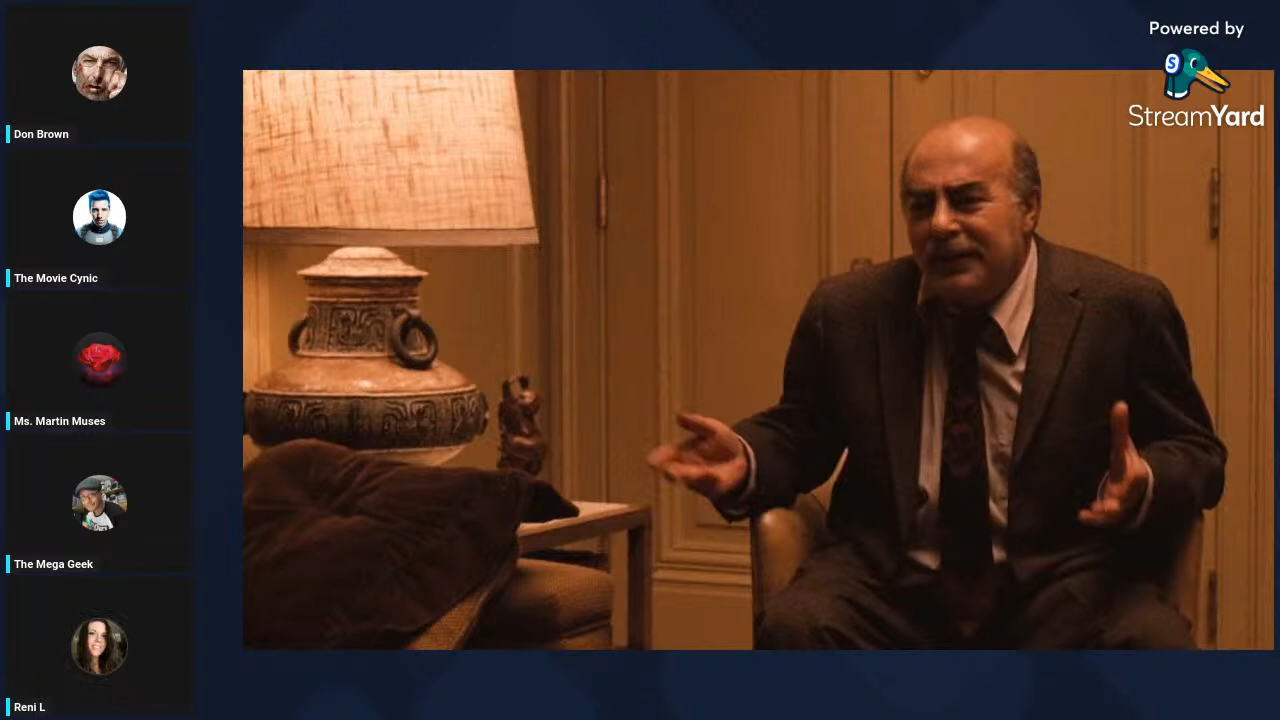 Powered by
S
StreamYard
Don Brown
The Movie Cynic
Ms. Martin Muses
The Mega Geek
Reni L